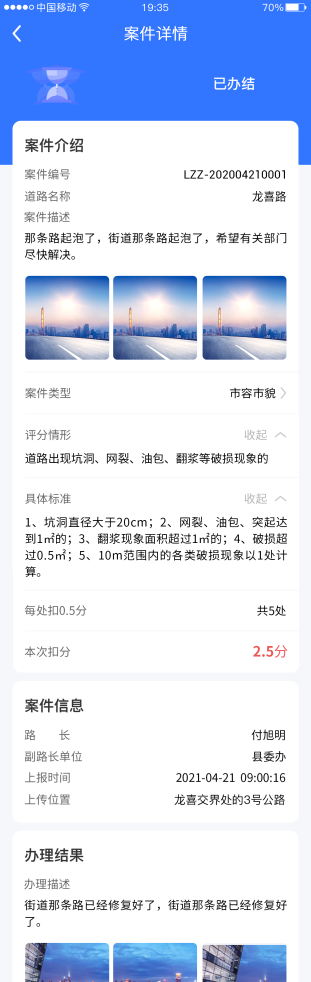 中国移动 19:35 70%
案件详情
已办结
案件介绍
案件编号 LZZ-202004210001
道路名称 龙喜路
案件描述
那条路起泡了，街道那条路起泡了，希望有关部门
尽快解决。
案件类型 市容市貌
评分情形 收起
道路出现坑洞、网裂、油包、翻浆等破损现象的
具体标准 收起
1、坑洞直径大于20cm；2、网裂、油包、突起达
到1㎡的；3、翻浆现象面积超过1㎡的；4、破损超
过0.5㎡；5、10m范围内的各类破损现象以1处计
算。
每处扣0.5分 共5处
本次扣分 2.5分
案件信息
路 长 付旭明
副路长单位 县委办
上报时间 2021-04-21 09:00:16
上传位置 龙喜交界处的3号公路
办理结果
办理描述
街道那条路已经修复好了，街道那条路已经修复好
了。